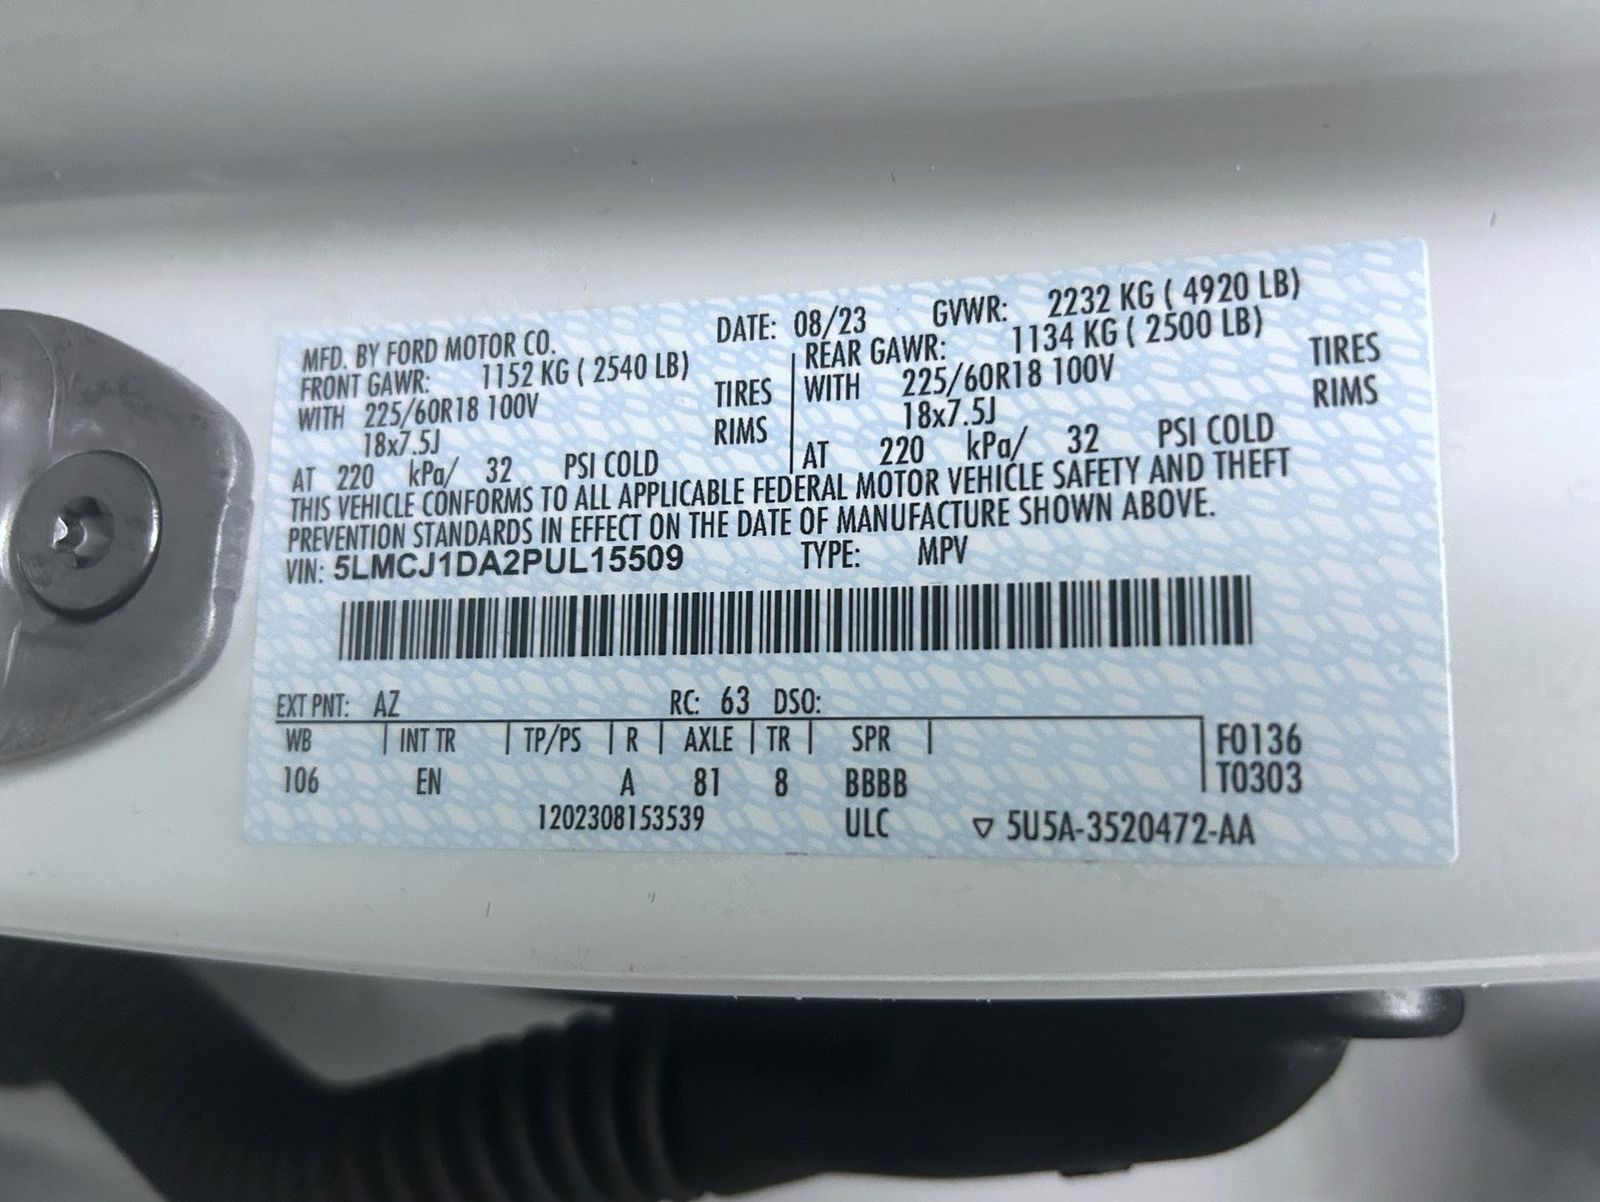 MFD. BY FORD MOTOR CO. DATE: 08/23 GVWR: 2232 KG ( 4920 LB)
FRONT GAWR: 1152 KG ( 2540 LB) REAR GAWR: 1134 KG ( 2500 LB)
WITH 225/60R18 100V TIRES WITH 225/60R18 100V TIRES
18x7.5J RIMS 18x7.5J RIMS
AT 220 kPa/ 32 PSI COLD AT 220 kPa/ 32 PSI COLD
THIS VEHICLE CONFORMS TO ALL APPLICABLE FEDERAL MOTOR VEHICLE SAFETY AND THEFT
PREVENTION STANDARDS IN EFFECT ON THE DATE OF MANUFACTURE SHOWN ABOVE.
VIN: 5LMCJ1DA2PUL15509 TYPE: MPV
EXT PNT: AZ RC: 63 DSO:
WB | INT TR | TP/PS | R | AXLE | TR | SPR | F0136
106 EN A 81 8 BBBB T0303
1202308153539 ULC ▽ 5U5A-3520472-AA